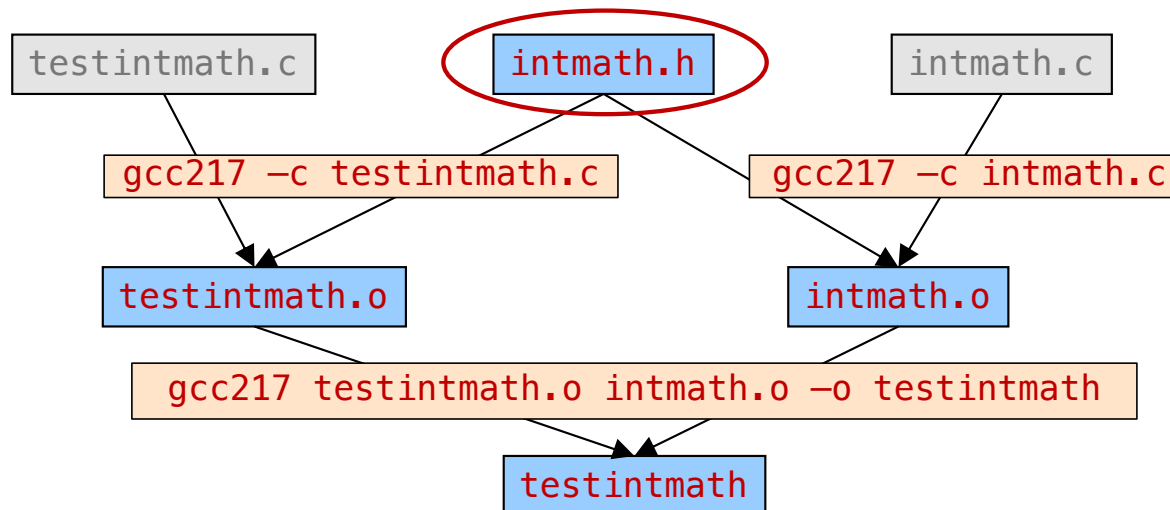 testintmath.c
intmath.h
intmath.c
gcc217 –c testintmath.c
gcc217 –c intmath.c
testintmath.o
intmath.o
gcc217 testintmath.o intmath.o –o testintmath
testintmath